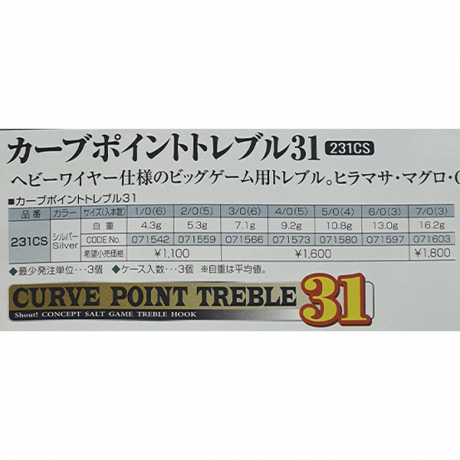 カーブポイントトレブル31 231CS
ヘビーワイヤー仕様のビッグゲーム用トレブル。ヒラマサ・マグロ・
■カーブポイントトレブル31
品番 カラー サイズ(入本数) 1/0(6) 2/0(5) 3/0(6) 4/0(5) 5/0(4) 6/0(3) 7/0(3)
231CS シルバー Silver 自重 4.3g 5.3g 7.1g 9.2g 10.8g 13.0g 16.2g
CODE No. 071542 071559 071566 071573 071580 071597 071603
希望小売価格 ¥1,100 ¥1,600 ¥1,800
●最少発注単位…3個 ●ケース入数…3個 ※自重は平均値。
CURVE POINT TREBLE 31
Shout! CONCEPT SALT GAME TREBLE HOOK